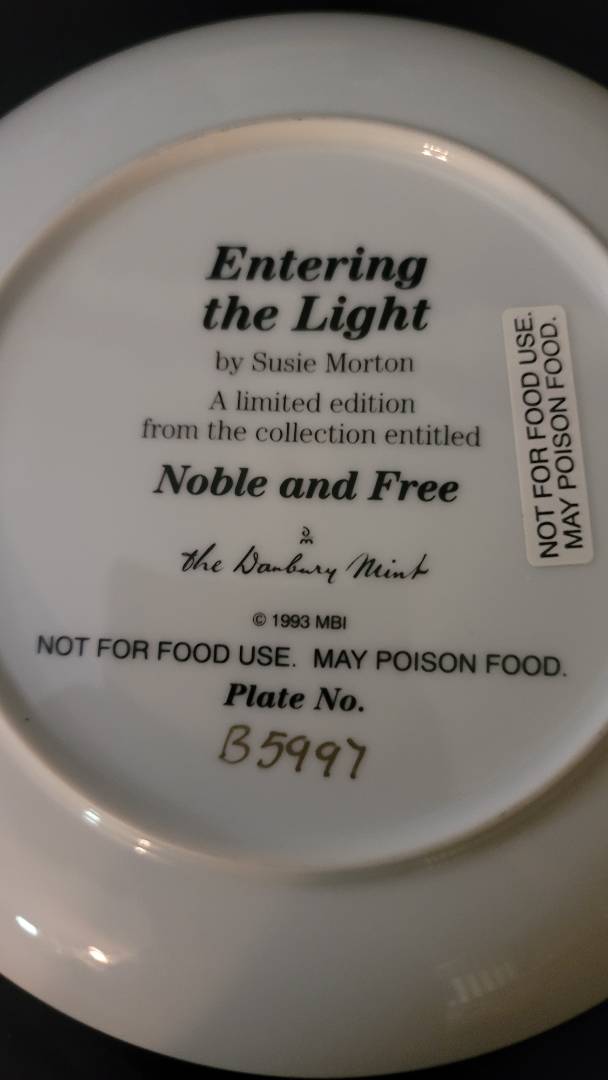 Entering
the Light
by Susie Morton
A limited edition
from the collection entitled
Noble and Free
the Danbury Mint
© 1993 MBI
NOT FOR FOOD USE. MAY POISON FOOD.
Plate No.
B5997
NOT FOR FOOD USE.
MAY POISON FOOD.